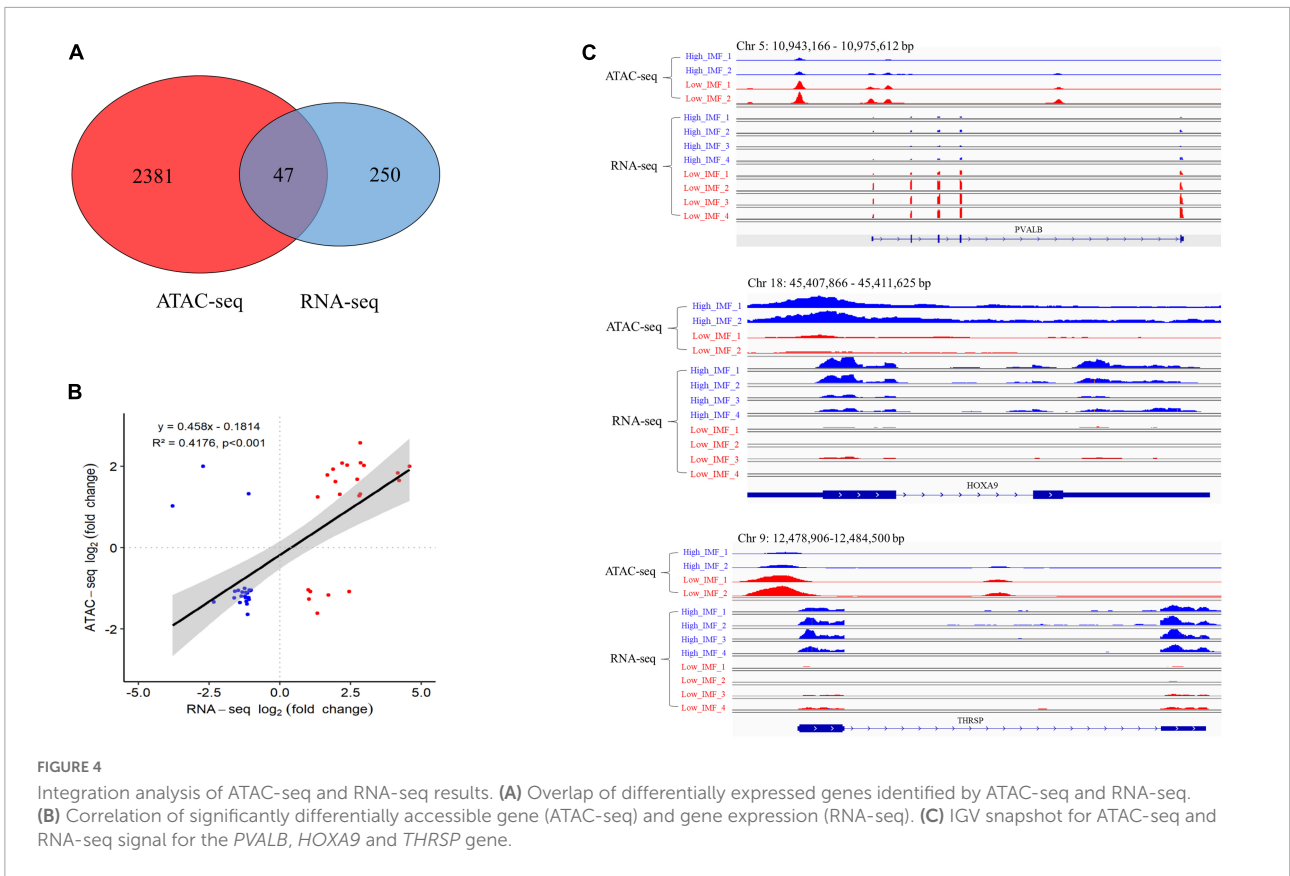 A
2381
47
250
ATAC-seq
RNA-seq
B
y = 0.458x - 0.1814
R² = 0.4176, p<0.001
ATAC – seq log₂ (fold change)
2
0
-2
-5.0
-2.5
0.0
2.5
5.0
RNA – seq log₂ (fold change)
C
Chr 5: 10,943,166 - 10,975,612 bp
ATAC-seq
High_IMF_1
High_IMF_2
Low_IMF_1
Low_IMF_2
RNA-seq
High_IMF_1
High_IMF_2
High_IMF_3
High_IMF_4
Low_IMF_1
Low_IMF_2
Low_IMF_3
Low_IMF_4
PVALB
Chr 18: 45,407,866 - 45,411,625 bp
ATAC-seq
High_IMF_1
High_IMF_2
Low_IMF_1
Low_IMF_2
RNA-seq
High_IMF_1
High_IMF_2
High_IMF_3
High_IMF_4
Low_IMF_1
Low_IMF_2
Low_IMF_3
Low_IMF_4
HOXA9
Chr 9: 12,478,906-12,484,500 bp
ATAC-seq
High_IMF_1
High_IMF_2
Low_IMF_1
Low_IMF_2
RNA-seq
High_IMF_1
High_IMF_2
High_IMF_3
High_IMF_4
Low_IMF_1
Low_IMF_2
Low_IMF_3
Low_IMF_4
THRSP
FIGURE 4
Integration analysis of ATAC-seq and RNA-seq results. (A) Overlap of differentially expressed genes identified by ATAC-seq and RNA-seq.
(B) Correlation of significantly differentially accessible gene (ATAC-seq) and gene expression (RNA-seq). (C) IGV snapshot for ATAC-seq and
RNA-seq signal for the PVALB, HOXA9 and THRSP gene.